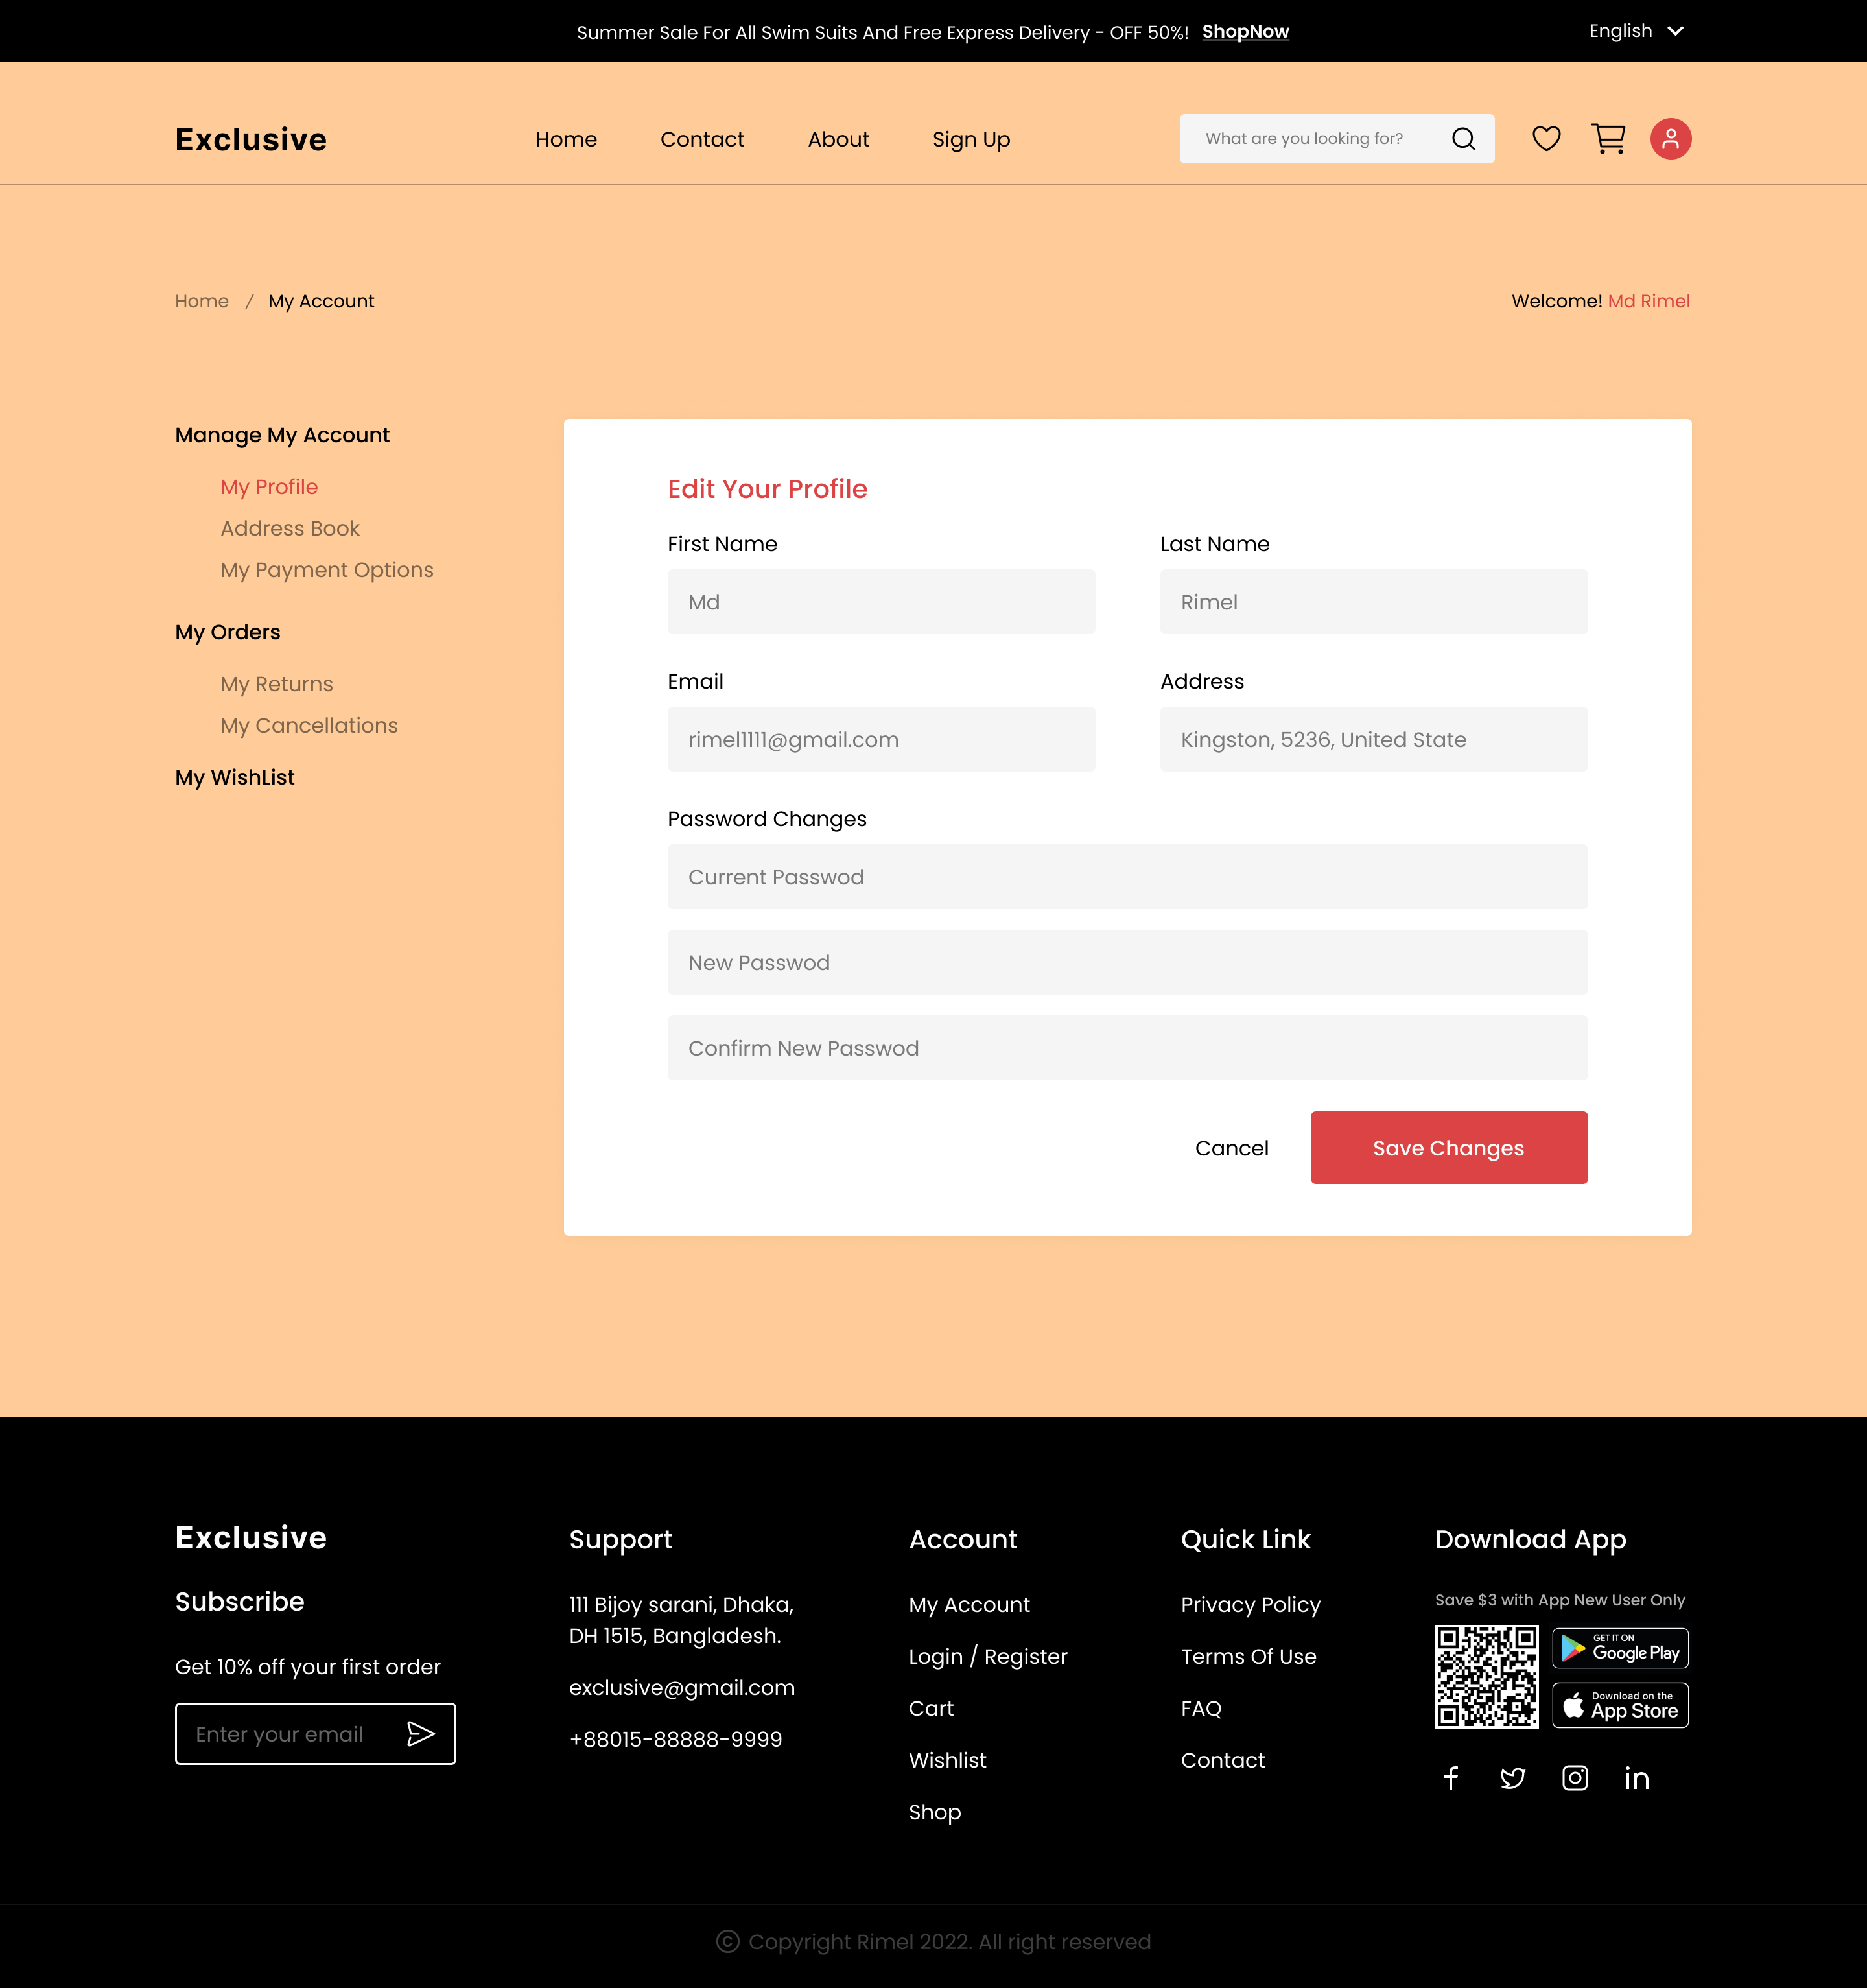 Summer Sale For All Swim Suits And Free Express Delivery - OFF 50%! ShopNow
English
Exclusive
Home
Contact
About
Sign Up
What are you looking for?
Home / My Account
Welcome! Md Rimel
Manage My Account
My Profile
Address Book
My Payment Options
My Orders
My Returns
My Cancellations
My WishList
Edit Your Profile
First Name
Last Name
Md
Rimel
Email
Address
rimel1111@gmail.com
Kingston, 5236, United State
Password Changes
Current Passwod
New Passwod
Confirm New Passwod
Cancel
Save Changes
Exclusive
Subscribe
Get 10% off your first order
Enter your email
Support
111 Bijoy sarani, Dhaka,
DH 1515, Bangladesh.
exclusive@gmail.com
+88015-88888-9999
Account
My Account
Login / Register
Cart
Wishlist
Shop
Quick Link
Privacy Policy
Terms Of Use
FAQ
Contact
Download App
Save $3 with App New User Only
GET IT ON
Google Play
Download on the
App Store
in
© Copyright Rimel 2022. All right reserved